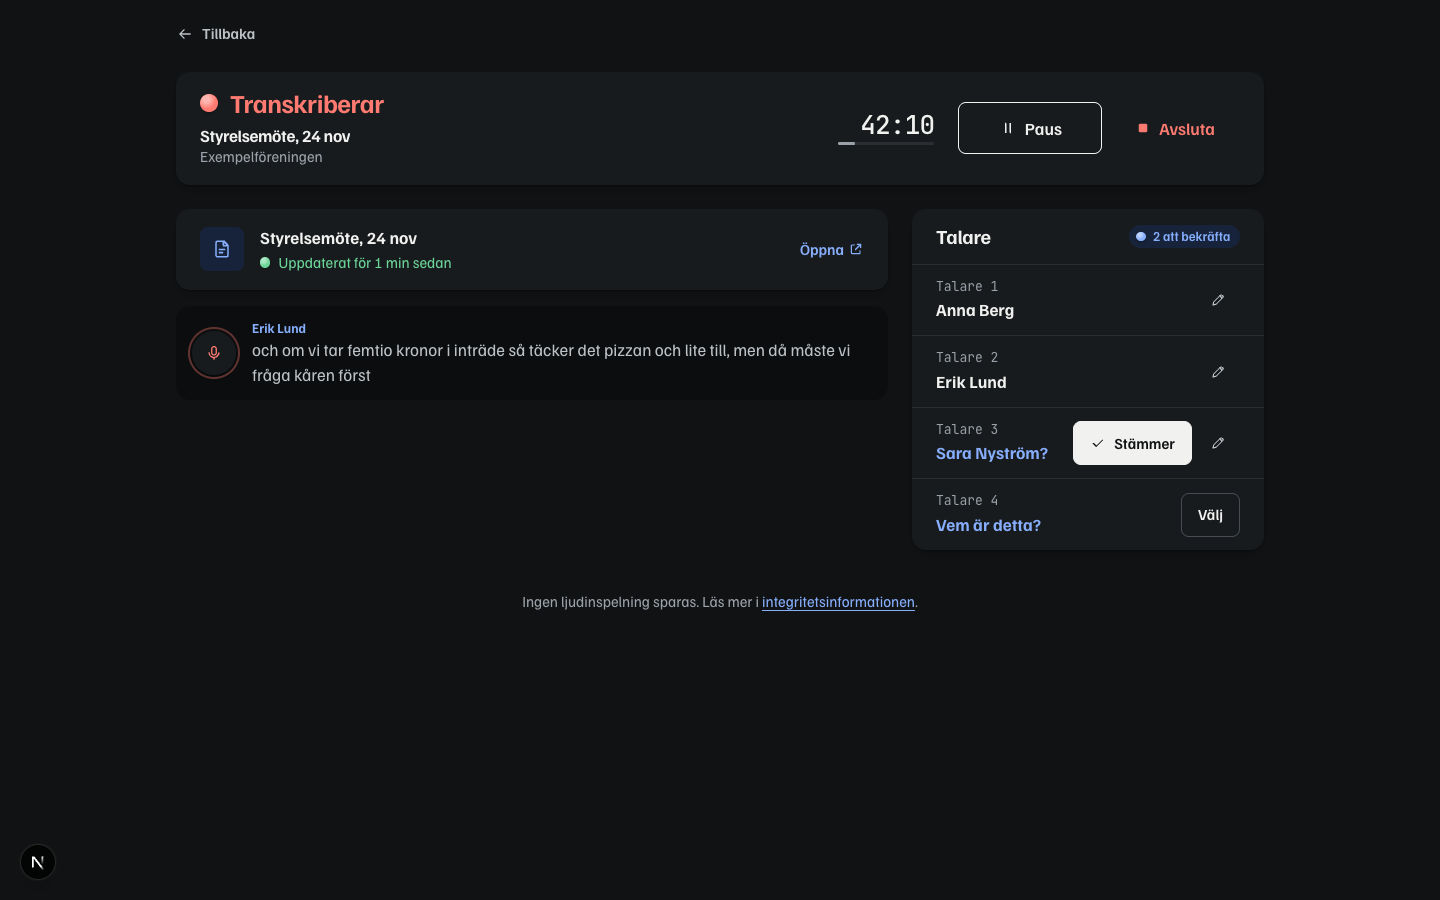 Tillbaka
Transkriberar
Styrelsemöte, 24 nov
Exempelföreningen
42:10
Paus
Avsluta
Styrelsemöte, 24 nov
Uppdaterat för 1 min sedan
Öppna
Erik Lund
och om vi tar femtio kronor i inträde så täcker det pizzan och lite till, men då måste vi
fråga kåren först
Talare
2 att bekräfta
Talare 1
Anna Berg
Talare 2
Erik Lund
Talare 3
Sara Nyström?
Stämmer
Talare 4
Vem är detta?
Välj
Ingen ljudinspelning sparas. Läs mer i integritetsinformationen.
N